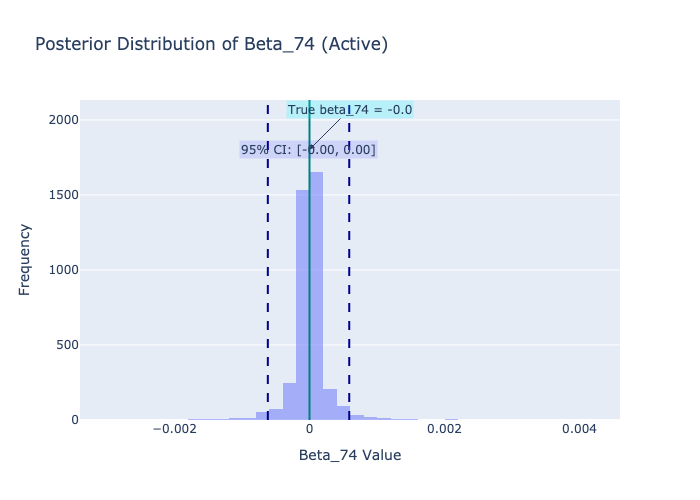 Posterior Distribution of Beta_74 (Active)
True beta_74 = -0.0
95% CI: [-0.00, 0.00]
2000
1500
1000
500
0
Frequency
−0.002
0
0.002
0.004
Beta_74 Value